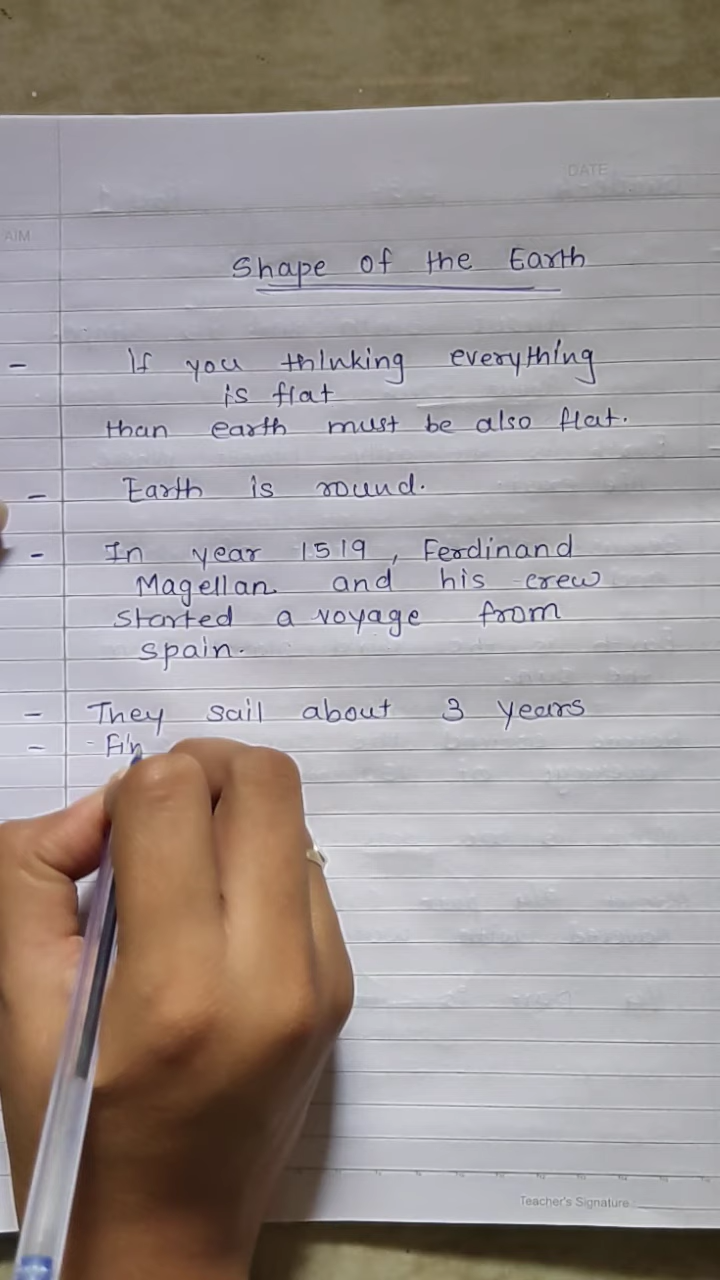 DATE
AIM
Shape of the Earth
- If you thinking everything
is flat
than earth must be also flat.
- Earth is round.
- In year 1519, Ferdinand
Magellan and his crew
started a voyage from
spain.
- They sail about 3 years
- - Fin
Teacher's Signature